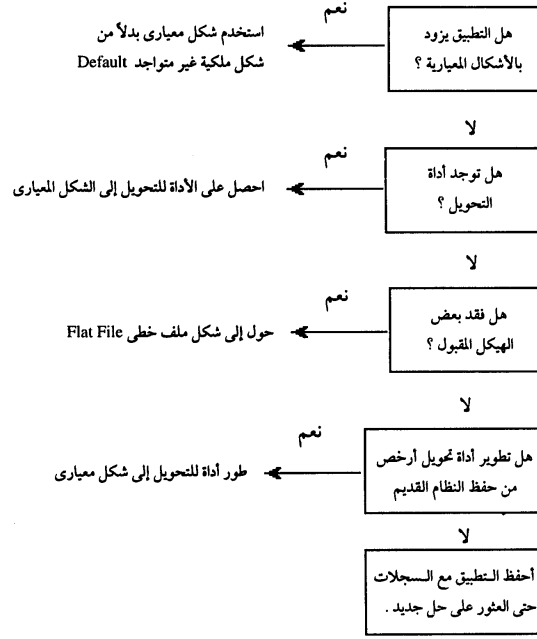 نعم
هل التطبيق يزود
بالأشكال المعيارية ؟
استخدم شكل معيارى بدلاً من
شكل ملكية غير متواجد Default
لا
نعم
هل توجد أداة
التحويل ؟
احصل على الأداة للتحويل إلى الشكل المعيارى
لا
نعم
هل فقد بعض
الهيكل المقبول ؟
حول إلى شكل ملف خطى Flat File
لا
نعم
هل تطوير أداة تحويل أرخص
من حفظ النظام القديم
طور أداة للتحويل إلى شكل معيارى
لا
أحفظ التطبيق مع السجلات
حتى العثور على حل جديد .